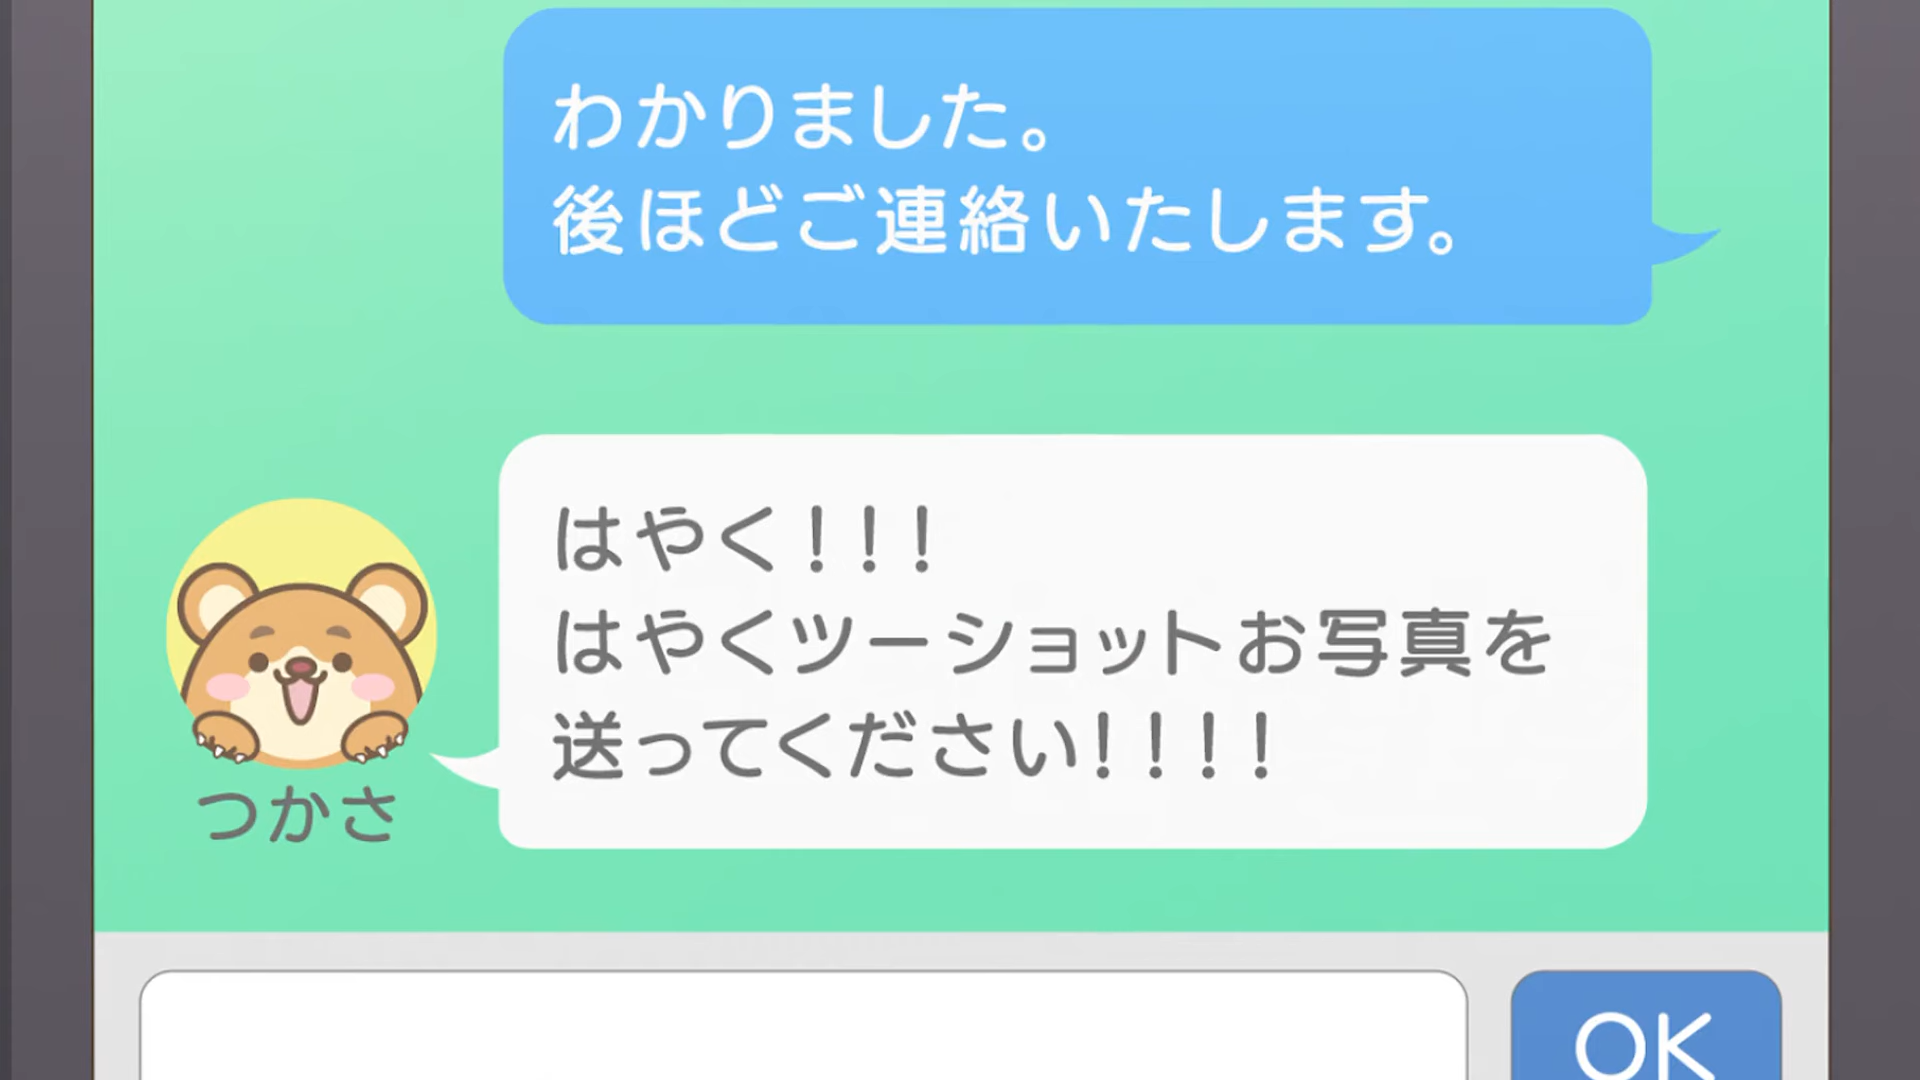 わかりました。
後ほどご連絡いたします。
はやく！！！
はやくツーショットお写真を
送ってください！！！！
つかさ
OK